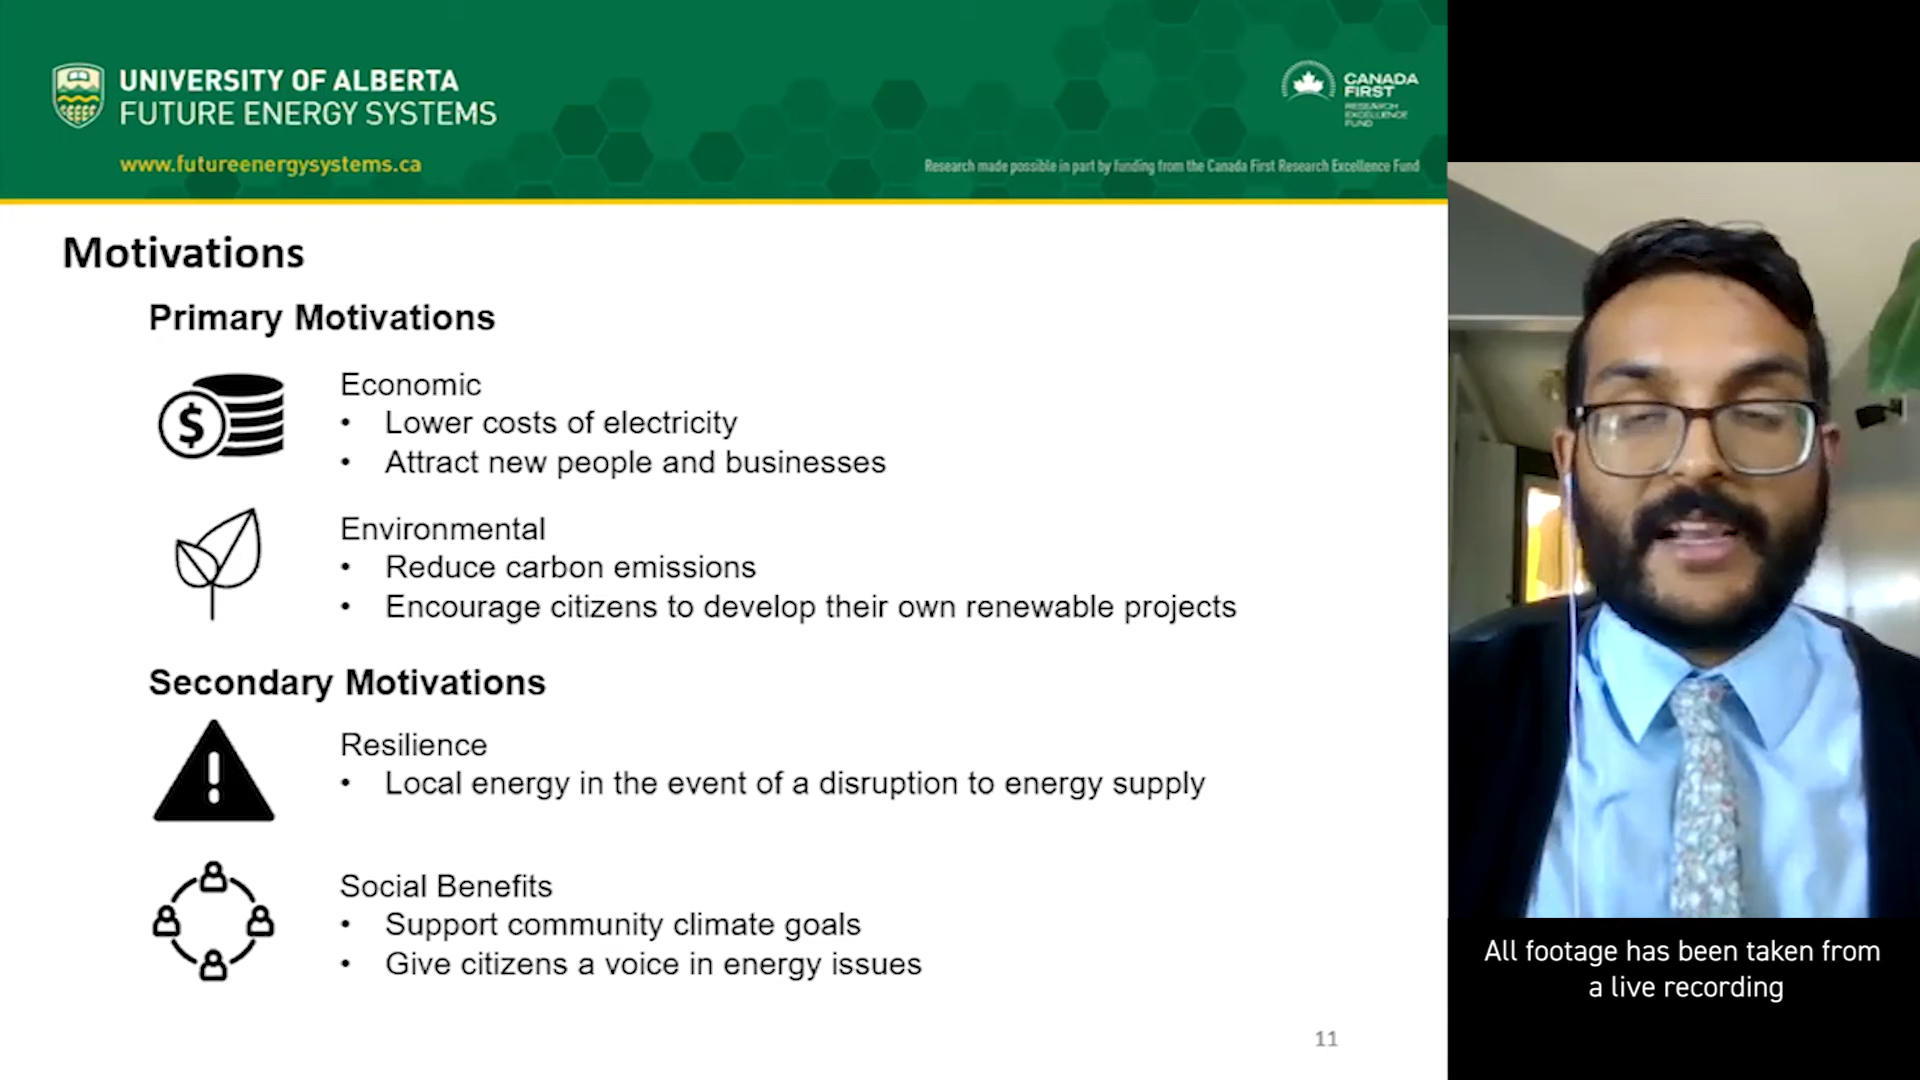 UNIVERSITY OF ALBERTA
FUTURE ENERGY SYSTEMS
www.futureenergysystems.ca
CANADA
FIRST
RESEARCH
EXCELLENCE
FUND
Research made possible in part by funding from the Canada First Research Excellence Fund
Motivations
Primary Motivations
$
Economic
• Lower costs of electricity
• Attract new people and businesses
Environmental
• Reduce carbon emissions
• Encourage citizens to develop their own renewable projects
Secondary Motivations
!
Resilience
• Local energy in the event of a disruption to energy supply
Social Benefits
• Support community climate goals
• Give citizens a voice in energy issues
11
All footage has been taken from
a live recording